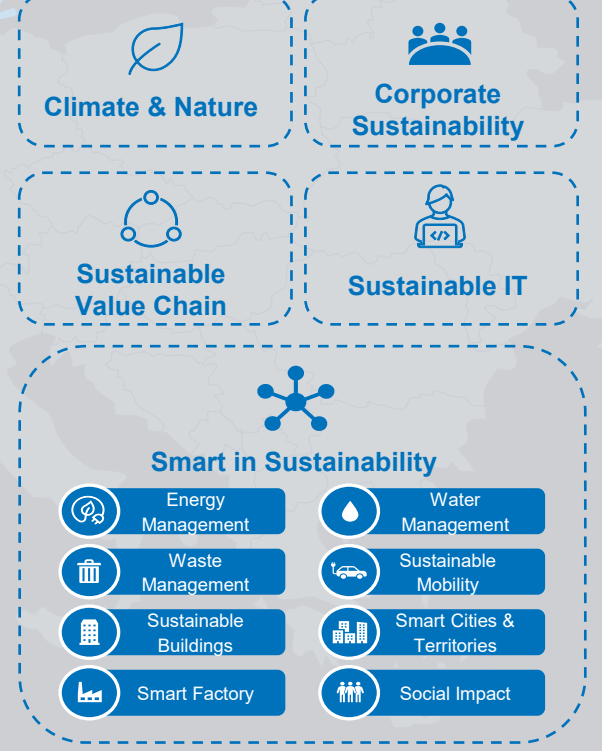 Climate & Nature
Corporate
Sustainability
Sustainable
Value Chain
Sustainable IT
Smart in Sustainability
Energy
Management
Water
Management
Waste
Management
Sustainable
Mobility
Sustainable
Buildings
Smart Cities &
Territories
Smart Factory
Social Impact